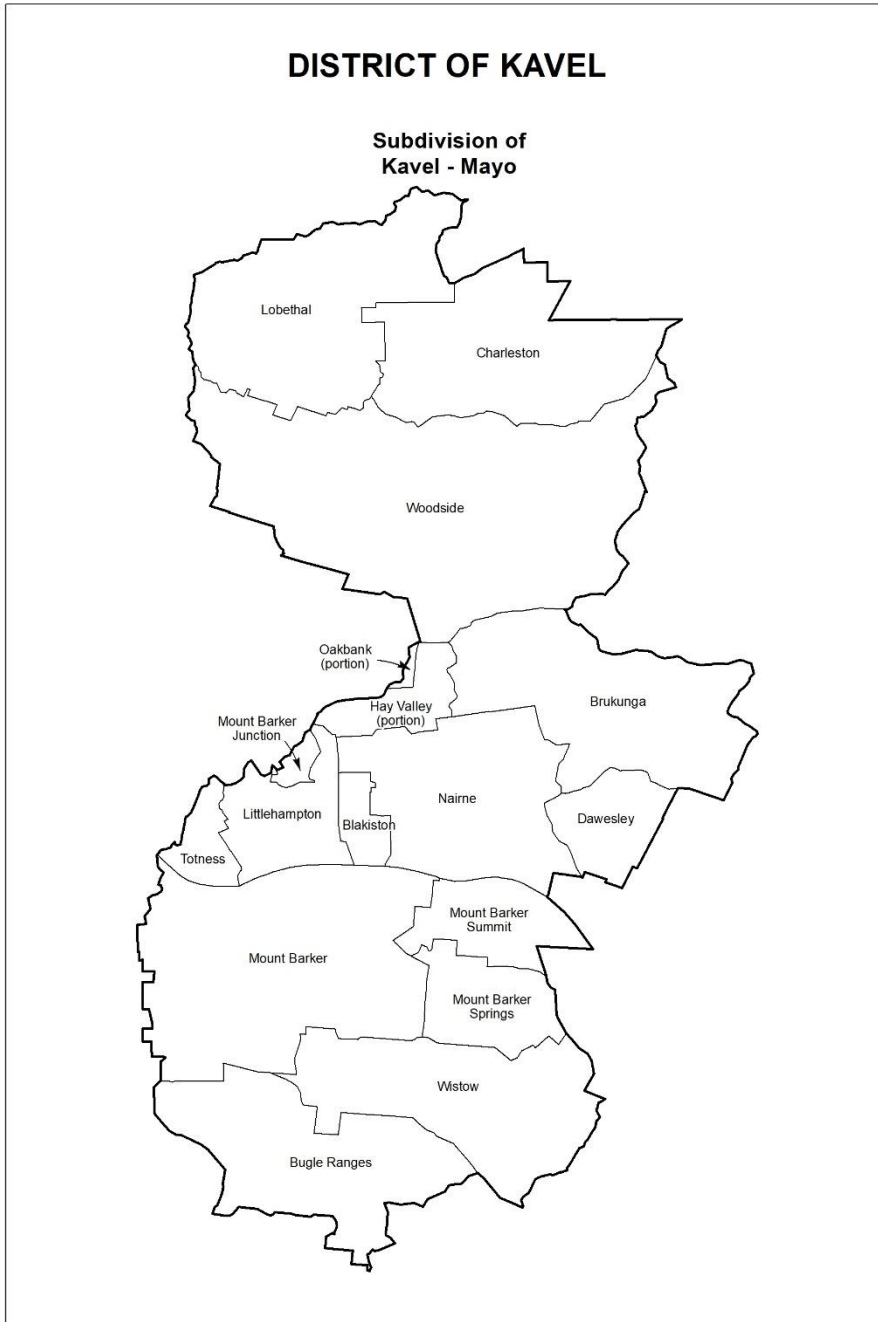 DISTRICT OF KAVEL
Subdivision of
Kavel - Mayo
Lobethal
Charleston
Woodside
Oakbank
(portion)
Hay Valley
(portion)
Brukunga
Mount Barker
Junction
Nairne
Littlehampton
Blakiston
Dawesley
Totness
Mount Barker
Summit
Mount Barker
Mount Barker
Springs
Wistow
Bugle Ranges